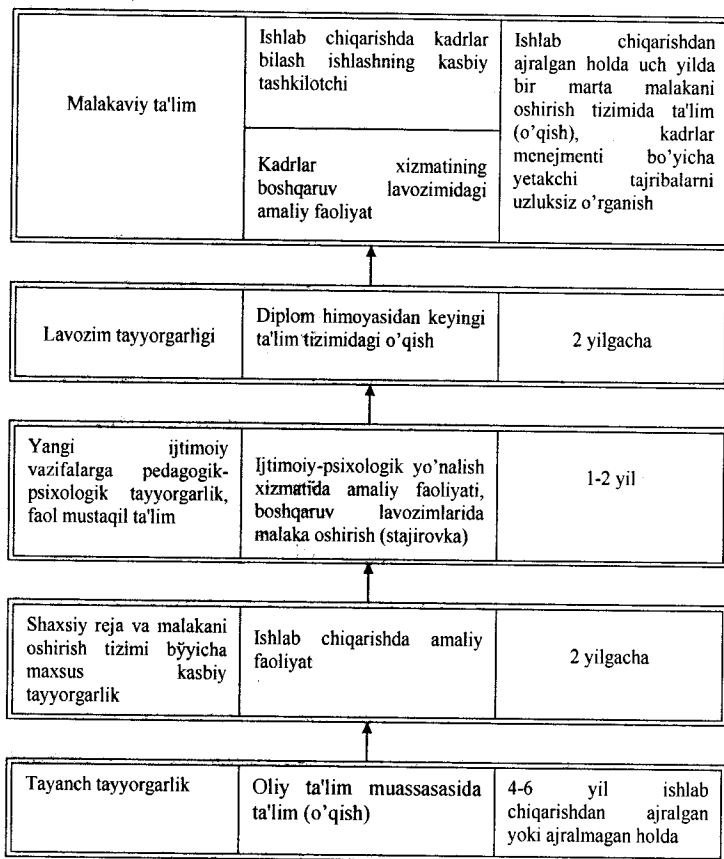 Malakaviy ta'lim
Ishlab chiqarishda kadrlar
bilash ishlashning kasbiy
tashkilotchi
Kadrlar xizmatining
boshqaruv lavozimidagi
amaliy faoliyat
Ishlab chiqarishdan
ajralgan holda uch yilda
bir marta malakani
oshirish tizimida ta'lim
(o’qish), kadrlar
menejmenti bo’yicha
yetakchi tajribalarni
uzluksiz o’rganish
Lavozim tayyorgarligi
Diplom himoyasidan keyingi
ta'lim tizimidagi o’qish
2 yilgacha
Yangi ijtimoiy
vazifalarga pedagogik-
psixologik tayyorgarlik,
faol mustaqil ta'lim
Ijtimoiy-psixologik yo’nalish
xizmatida amaliy faoliyati,
boshqaruv lavozimlarida
malaka oshirish (stajirovka)
1-2 yil
Shaxsiy reja va malakani
oshirish tizimi bўyicha
maxsus kasbiy
tayyorgarlik
Ishlab chiqarishda amaliy
faoliyat
2 yilgacha
Tayanch tayyorgarlik
Oliy ta'lim muassasasida
ta'lim (o’qish)
4-6 yil ishlab
chiqarishdan ajralgan
yoki ajralmagan holda